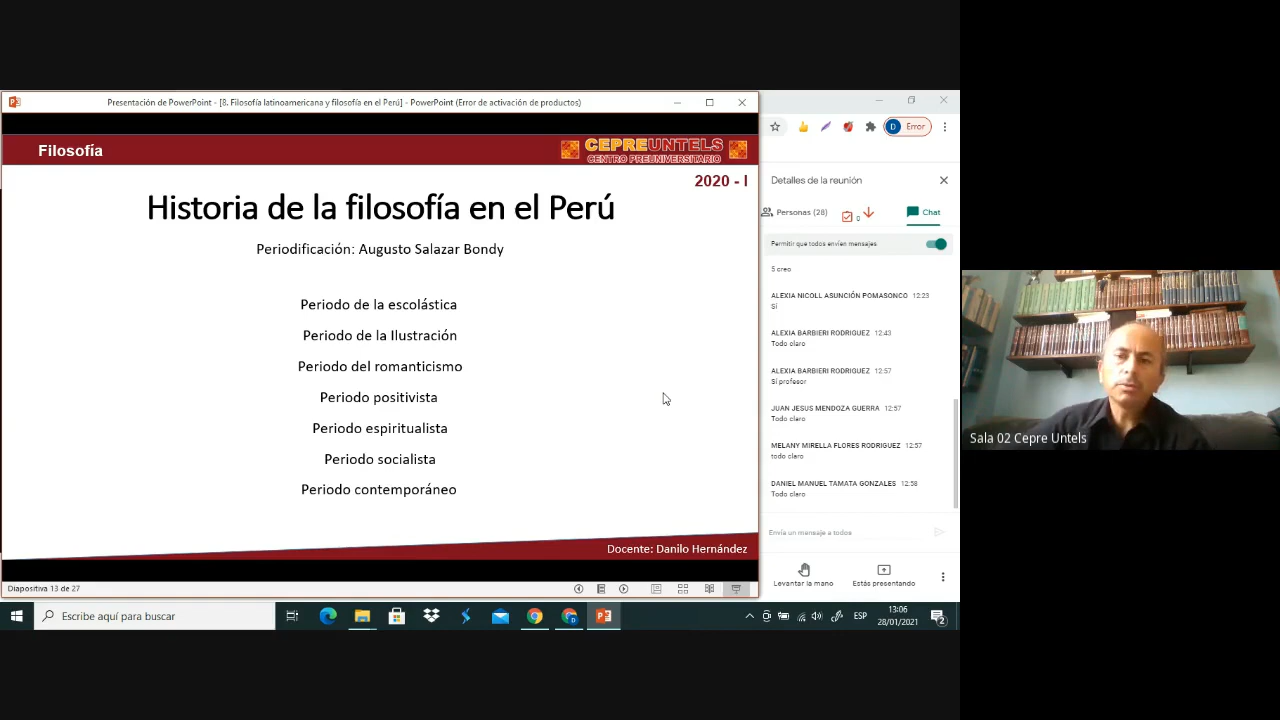 Presentación de PowerPoint - [8. Filosofía latinoamericana y filosofía en el Perú] - PowerPoint (Error de activación de productos)
Filosofía
CEPREUNTELS
CENTRO PREUNIVERSITARIO
2020 - I
Historia de la filosofía en el Perú
Periodificación: Augusto Salazar Bondy
Periodo de la escolástica
Periodo de la Ilustración
Periodo del romanticismo
Periodo positivista
Periodo espiritualista
Periodo socialista
Periodo contemporáneo
Docente: Danilo Hernández
Diapositiva 13 de 27
D Error
Detalles de la reunión
Personas (28)
0
Chat
Permitir que todos envíen mensajes
5 creo
ALEXIA NICOLL ASUNCIÓN POMASONCO 12:23
Sí
ALEXIA BARBIERI RODRIGUEZ 12:43
Todo claro
ALEXIA BARBIERI RODRIGUEZ 12:57
Sí profesor
JUAN JESUS MENDOZA GUERRA 12:57
Todo claro
MELANY MIRELLA FLORES RODRIGUEZ 12:57
todo claro
DANIEL MANUEL TAMATA GONZALES 12:58
Todo claro
Envía un mensaje a todos
Levantar la mano
Estás presentando
Sala 02 Cepre Untels
Escribe aquí para buscar
ESP
13:06
28/01/2021
2